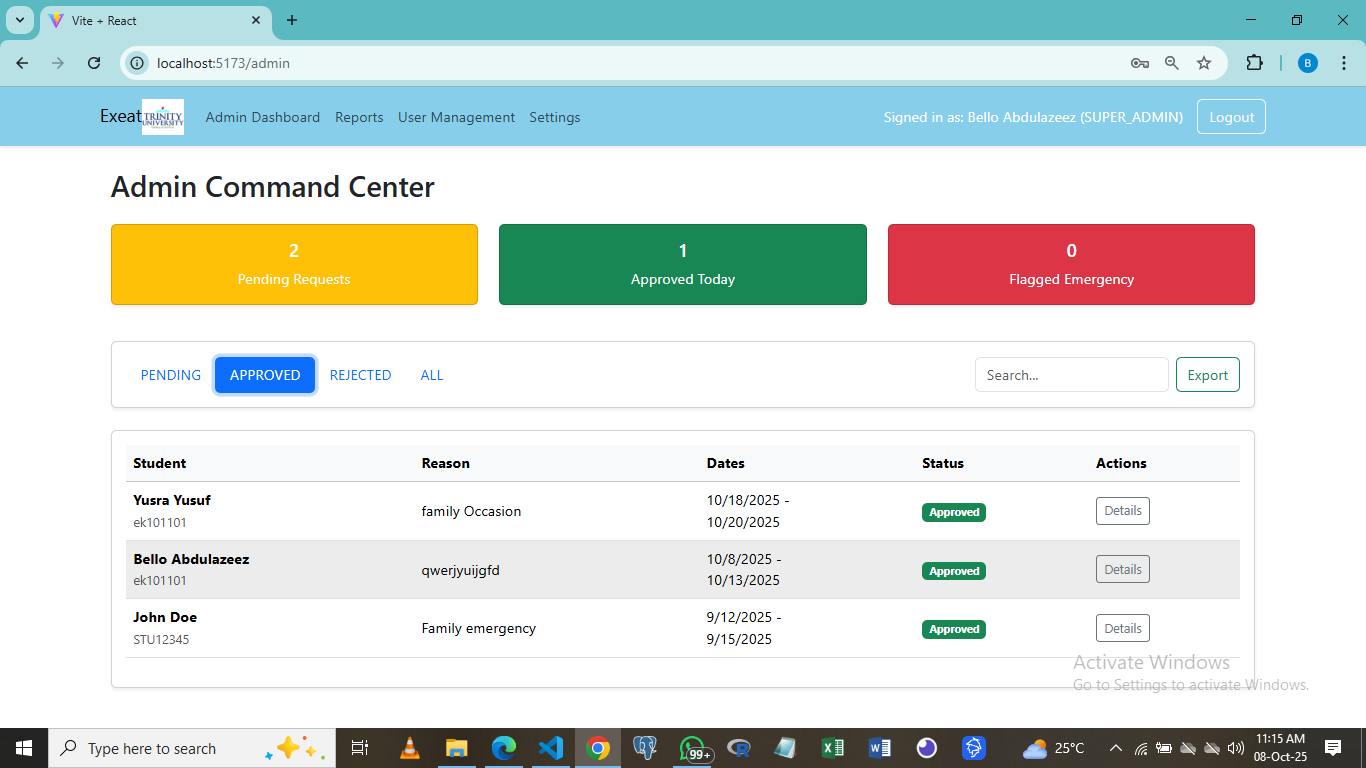 Vite + React
localhost:5173/admin
B
Exeat TRINITY UNIVERSITY Admin Dashboard Reports User Management Settings Signed in as: Bello Abdulazeez (SUPER_ADMIN) Logout
Admin Command Center
2 1 0
Pending Requests Approved Today Flagged Emergency
PENDING APPROVED REJECTED ALL Search... Export
Student Reason Dates Status Actions
Yusra Yusuf 10/18/2025 -
family Occasion Approved Details
ek101101 10/20/2025
Bello Abdulazeez 10/8/2025 -
qwerjyuijgfd Approved Details
ek101101 10/13/2025
John Doe 9/12/2025 -
Family emergency Approved Details
STU12345 9/15/2025
Activate Windows
Go to Settings to activate Windows.
Type here to search 99+ 25°C 11:15 AM
08-Oct-25